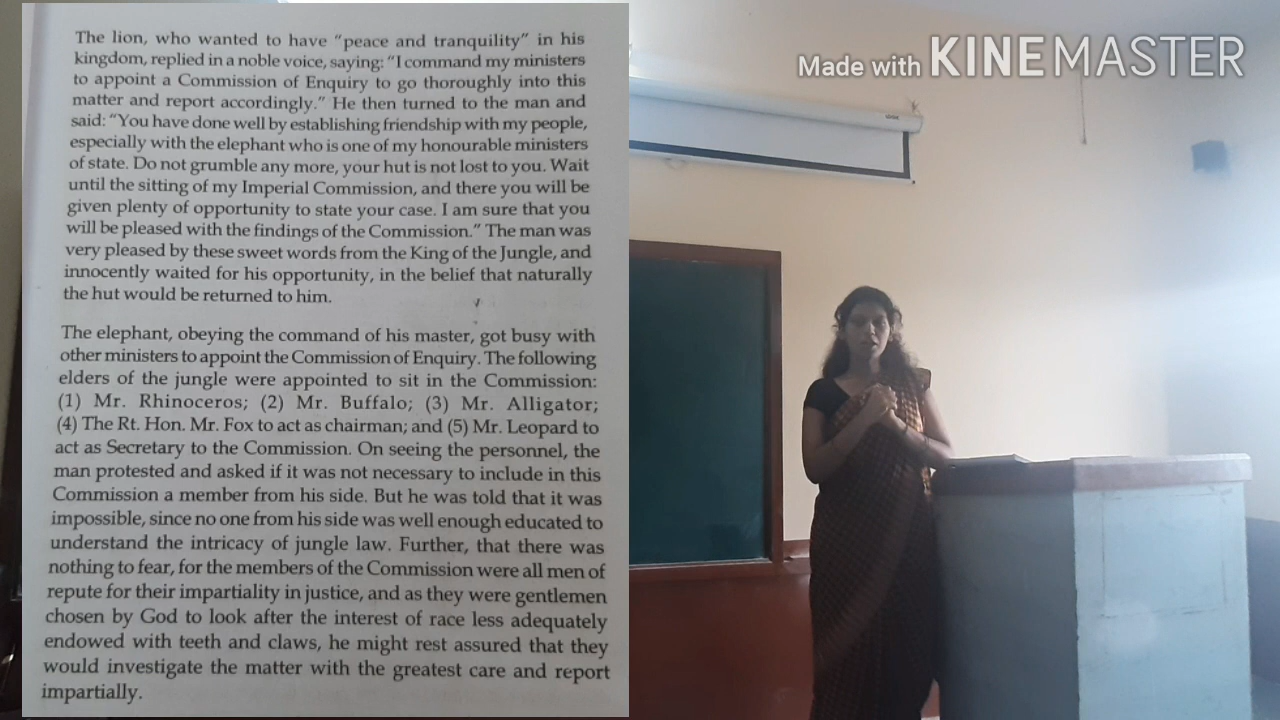 The lion, who wanted to have "peace and tranquility" in his
kingdom, replied in a noble voice, saying: "I command my ministers
to appoint a Commission of Enquiry to go thoroughly into this
matter and report accordingly." He then turned to the man and
said: "You have done well by establishing friendship with my people,
especially with the elephant who is one of my honourable ministers
of state. Do not grumble any more, your hut is not lost to you. Wait
until the sitting of my Imperial Commission, and there you will be
given plenty of opportunity to state your case. I am sure that you
will be pleased with the findings of the Commission." The man was
very pleased by these sweet words from the King of the Jungle, and
innocently waited for his opportunity, in the belief that naturally
the hut would be returned to him.
The elephant, obeying the command of his master, got busy with
other ministers to appoint the Commission of Enquiry. The following
elders of the jungle were appointed to sit in the Commission:
(1) Mr. Rhinoceros; (2) Mr. Buffalo; (3) Mr. Alligator;
(4) The Rt. Hon. Mr. Fox to act as chairman; and (5) Mr. Leopard to
act as Secretary to the Commission. On seeing the personnel, the
man protested and asked if it was not necessary to include in this
Commission a member from his side. But he was told that it was
impossible, since no one from his side was well enough educated to
understand the intricacy of jungle law. Further, that there was
nothing to fear, for the members of the Commission were all men of
repute for their impartiality in justice, and as they were gentlemen
chosen by God to look after the interest of race less adequately
endowed with teeth and claws, he might rest assured that they
would investigate the matter with the greatest care and report
impartially.
Made with KINEMASTER